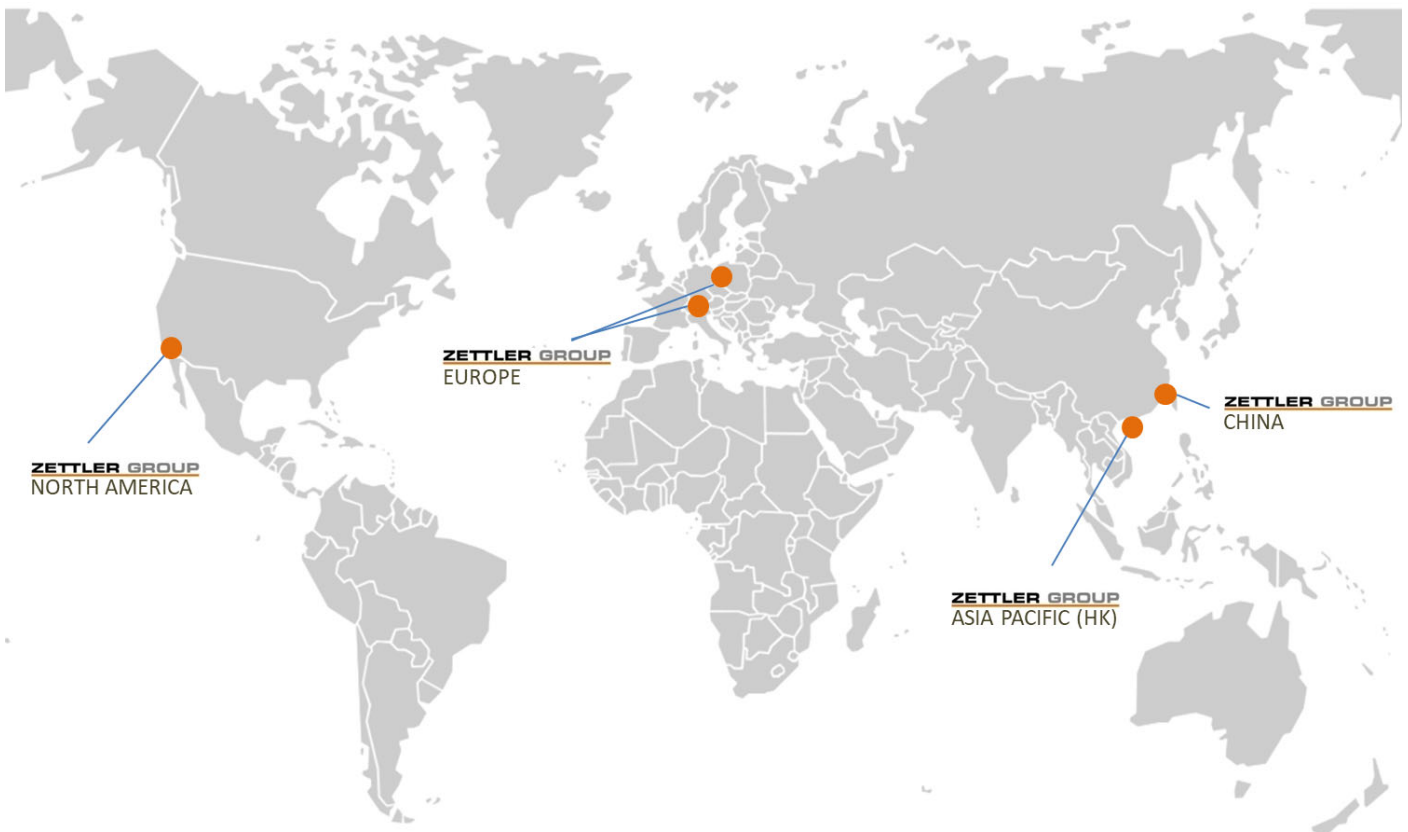 ZETTLER GROUP
EUROPE
ZETTLER GROUP
CHINA
ZETTLER GROUP
NORTH AMERICA
ZETTLER GROUP
ASIA PACIFIC (HK)